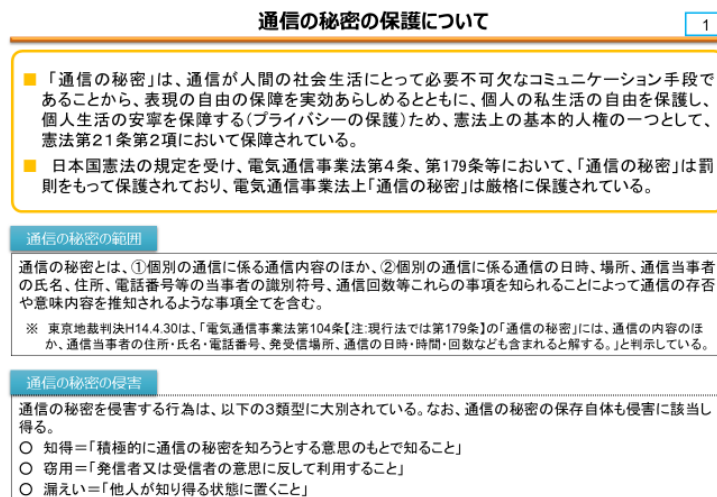 通信の秘密の保護について
1
■ 「通信の秘密」は、通信が人間の社会生活にとって必要不可欠なコミュニケーション手段で
あることから、表現の自由の保障を実効あらしめるとともに、個人の私生活の自由を保護し、
個人生活の安寧を保障する(プライバシーの保護)ため、憲法上の基本的人権の一つとして、
憲法第21条第2項において保障されている。
■ 日本国憲法の規定を受け、電気通信事業法第4条、第179条等において、「通信の秘密」は罰
則をもって保護されており、電気通信事業法上「通信の秘密」は厳格に保護されている。
通信の秘密の範囲
通信の秘密とは、①個別の通信に係る通信内容のほか、②個別の通信に係る通信の日時、場所、通信当事者
の氏名、住所、電話番号等の当事者の識別符号、通信回数等これらの事項を知られることによって通信の存否
や意味内容を推知されるような事項全てを含む。
※ 東京地裁判決H14.4.30は、「電気通信事業法第104条【注:現行法では第179条】の「通信の秘密」には、通信の内容のほ
か、通信当事者の住所・氏名・電話番号、発受信場所、通信の日時・時間・回数なども含まれると解する。」と判示している。
通信の秘密の侵害
通信の秘密を侵害する行為は、以下の3類型に大別されている。なお、通信の秘密の保存自体も侵害に該当し
得る。
○ 知得=「積極的に通信の秘密を知ろうとする意思のもとで知ること」
○ 窃用=「発信者又は受信者の意思に反して利用すること」
○ 漏えい=「他人が知り得る状態に置くこと」